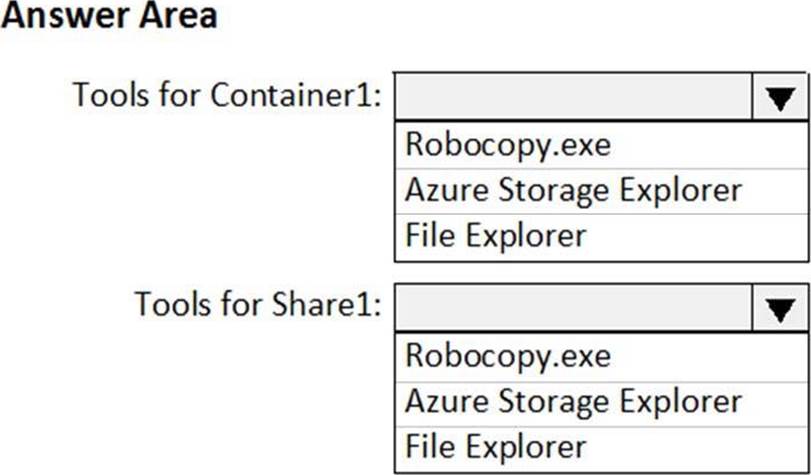 Answer Area
Tools for Container1:
Robocopy.exe
Azure Storage Explorer
File Explorer
Tools for Share1:
Robocopy.exe
Azure Storage Explorer
File Explorer